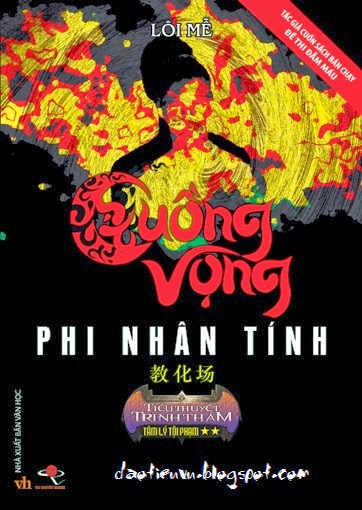 LÔI MỄ
TÁC GIẢ CUỐN SÁCH BÁN CHẠY
ĐỀ THI ĐẪM MÁU
Cuồng
vọng
PHI NHÂN TÍNH
教化场
TIỂU THUYẾT
TRINH THÁM
TÂM LÝ TỘI PHẠM ★★
NHÀ XUẤT BẢN VĂN HỌC
vh
daotieuvu.blogspot.com